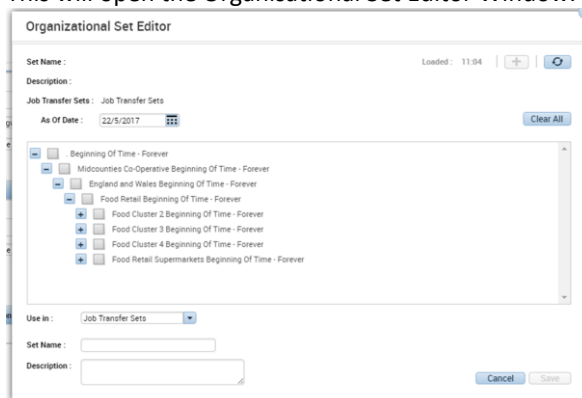 This will open the Organisational Set Editor Window.
Organizational Set Editor
Set Name :
Loaded : 11:04
Description :
Job Transfer Sets : Job Transfer Sets
As Of Date : 22/5/2017
Clear All
. Beginning Of Time - Forever
Midcounties Co-Operative Beginning Of Time - Forever
England and Wales Beginning Of Time - Forever
Food Retail Beginning Of Time - Forever
Food Cluster 2 Beginning Of Time - Forever
Food Cluster 3 Beginning Of Time - Forever
Food Cluster 4 Beginning Of Time - Forever
Food Retail Supermarkets Beginning Of Time - Forever
Use in : Job Transfer Sets
Set Name :
Description :
Cancel Save